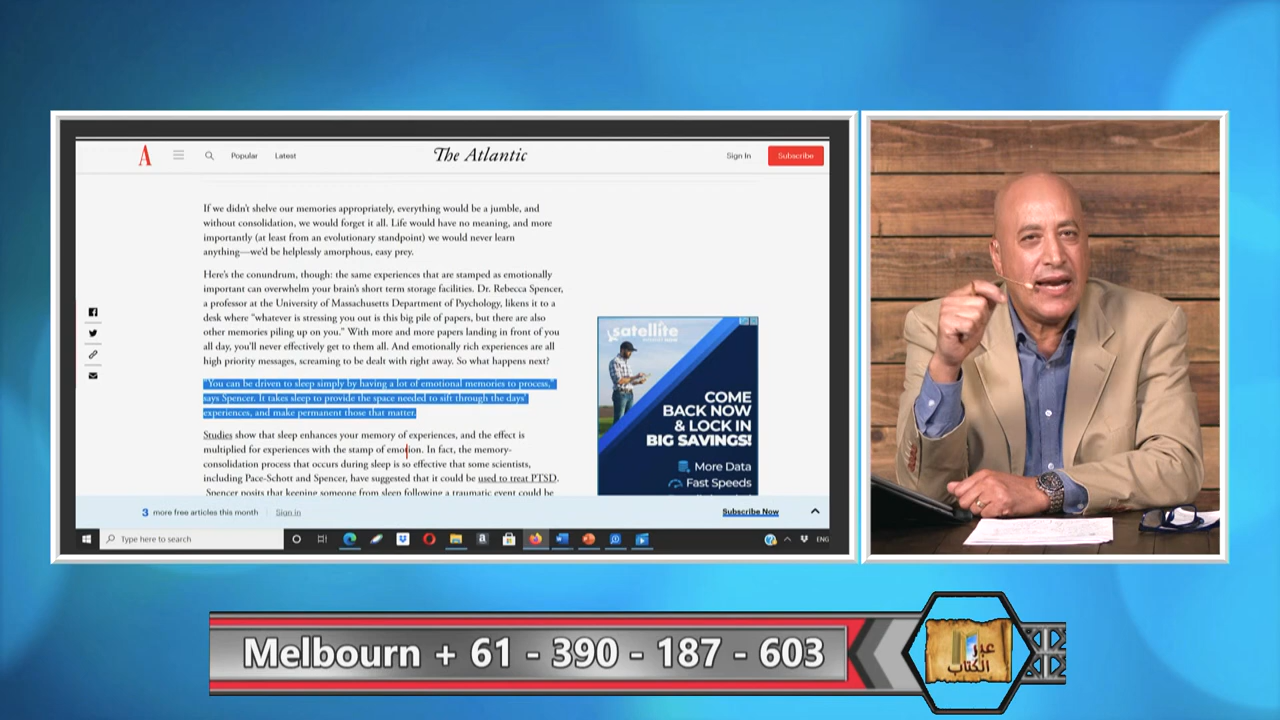 A
Popular
Latest
The Atlantic
Sign In
Subscribe
If we didn't shelve our memories appropriately, everything would be a jumble, and
without consolidation, we would forget it all. Life would have no meaning, and more
importantly (at least from an evolutionary standpoint) we would never learn
anything—we'd be helplessly amorphous, easy prey.
Here's the conundrum, though: the same experiences that are stamped as emotionally
important can overwhelm your brain's short term storage facilities. Dr. Rebecca Spencer,
a professor at the University of Massachusetts Department of Psychology, likens it to a
desk where "whatever is stressing you out is this big pile of papers, but there are also
other memories piling up on you." With more and more papers landing in front of you
all day, you'll never effectively get to them all. And emotionally rich experiences are all
high priority messages, screaming to be dealt with right away. So what happens next?
"You can be driven to sleep simply by having a lot of emotional memories to process,"
says Spencer. It takes sleep to provide the space needed to sift through the days'
experiences, and make permanent those that matter.
Studies show that sleep enhances your memory of experiences, and the effect is
multiplied for experiences with the stamp of emotion. In fact, the memory-
consolidation process that occurs during sleep is so effective that some scientists,
including Pace-Schott and Spencer, have suggested that it could be used to treat PTSD.
Spencer posits that keeping someone from sleep following a traumatic event could be
satellite
COME
BACK NOW
& LOCK IN
BIG SAVINGS!
More Data
Fast Speeds
3 more free articles this month
Sign in
Subscribe Now
Type here to search
ENG
Melbourn + 61 - 390 - 187 - 603
عبر
الكتاب